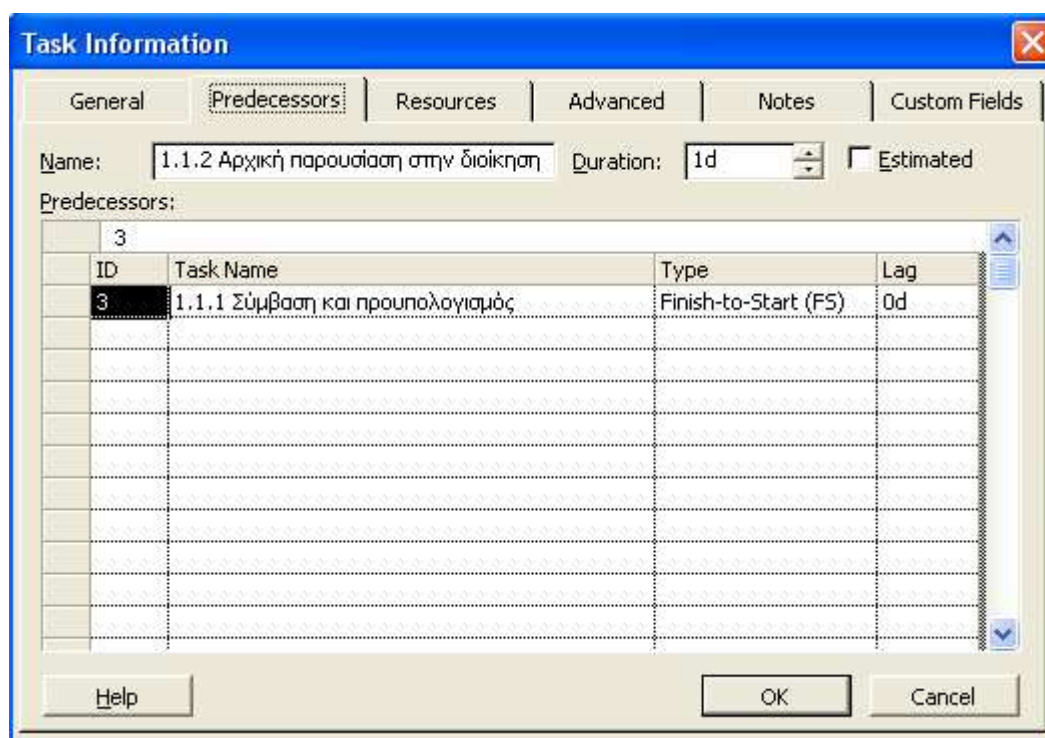 Task Information
General Predecessors Resources Advanced Notes Custom Fields
Name: 1.1.2 Αρχική παρουσίαση στην διοίκηση Duration: 1d Estimated
Predecessors:
3
ID Task Name Type Lag
3 1.1.1 Σύμβαση και προυπολογισμός Finish-to-Start (FS) 0d
Help OK Cancel